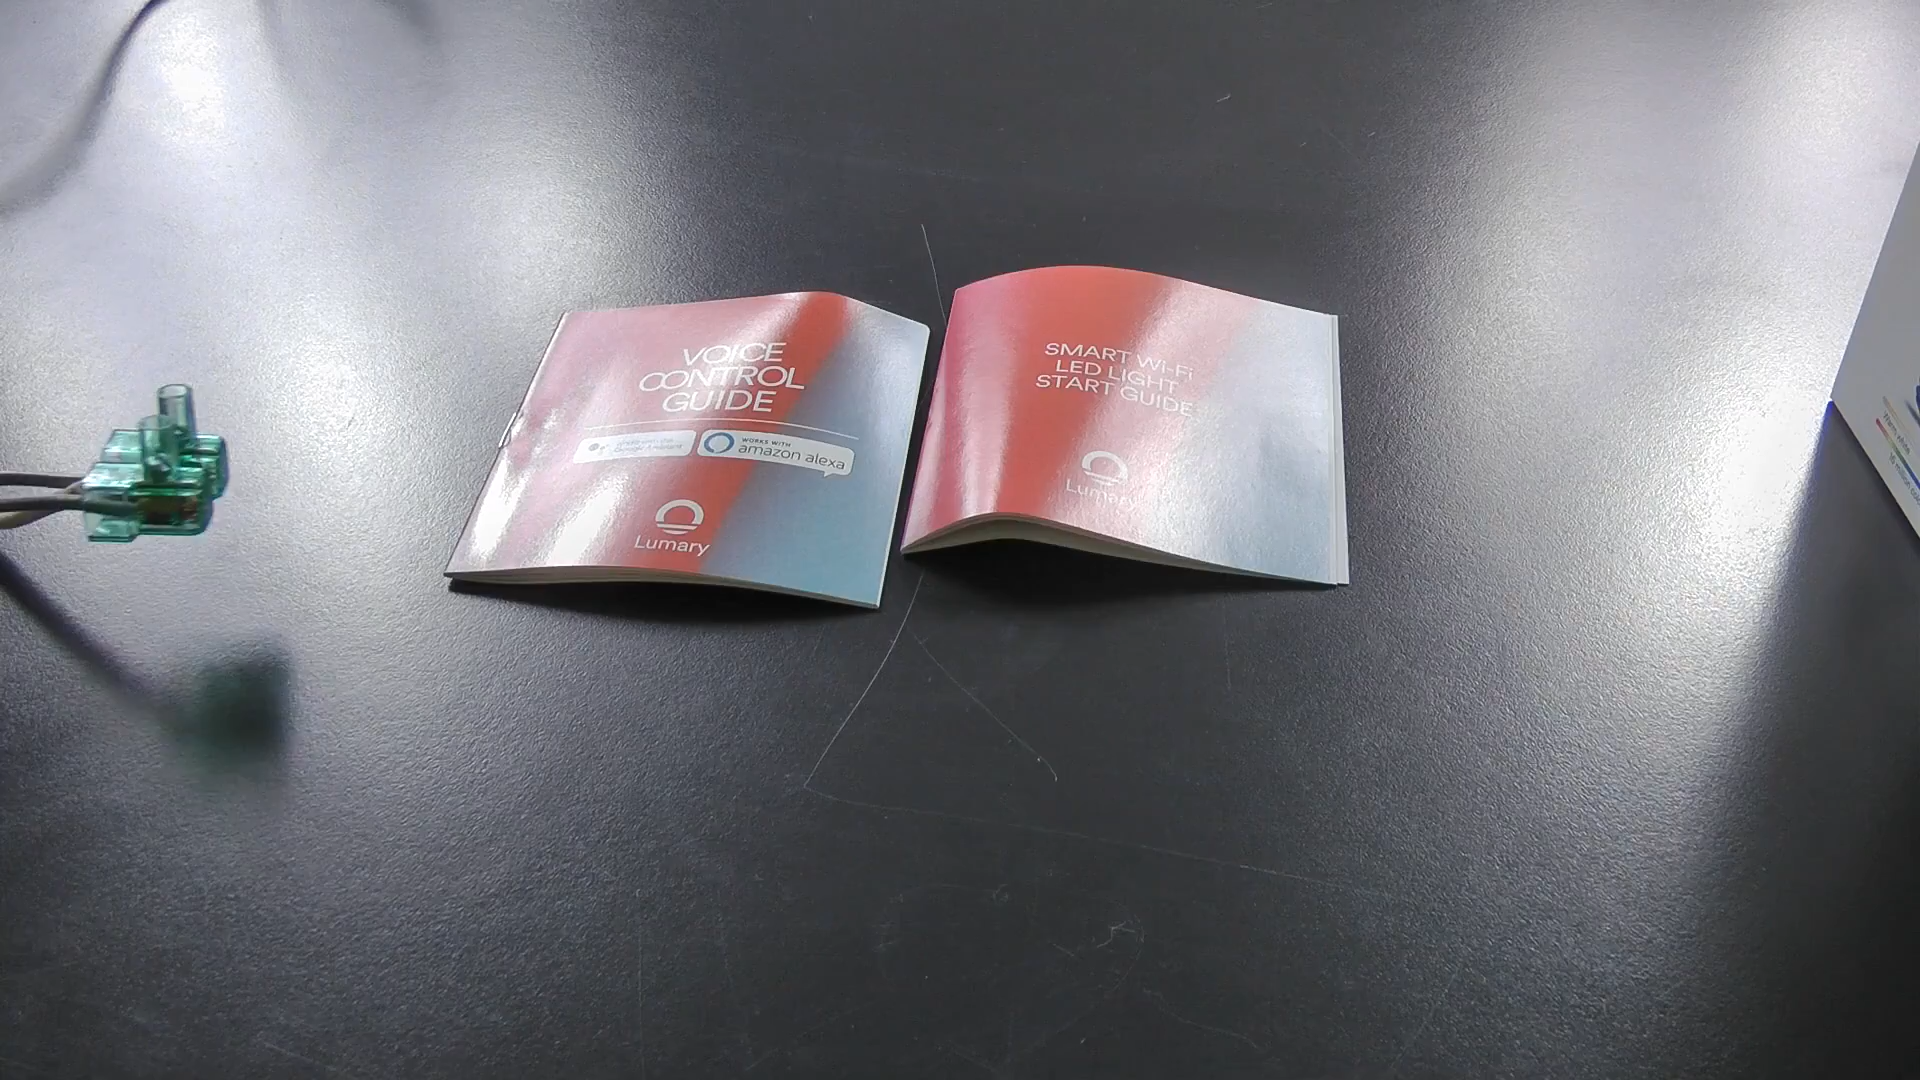 VOICE
CONTROL
GUIDE
WORKS WITH
amazon alexa
Lumary
SMART Wi-Fi
LED LIGHT
START GUIDE
Lumary